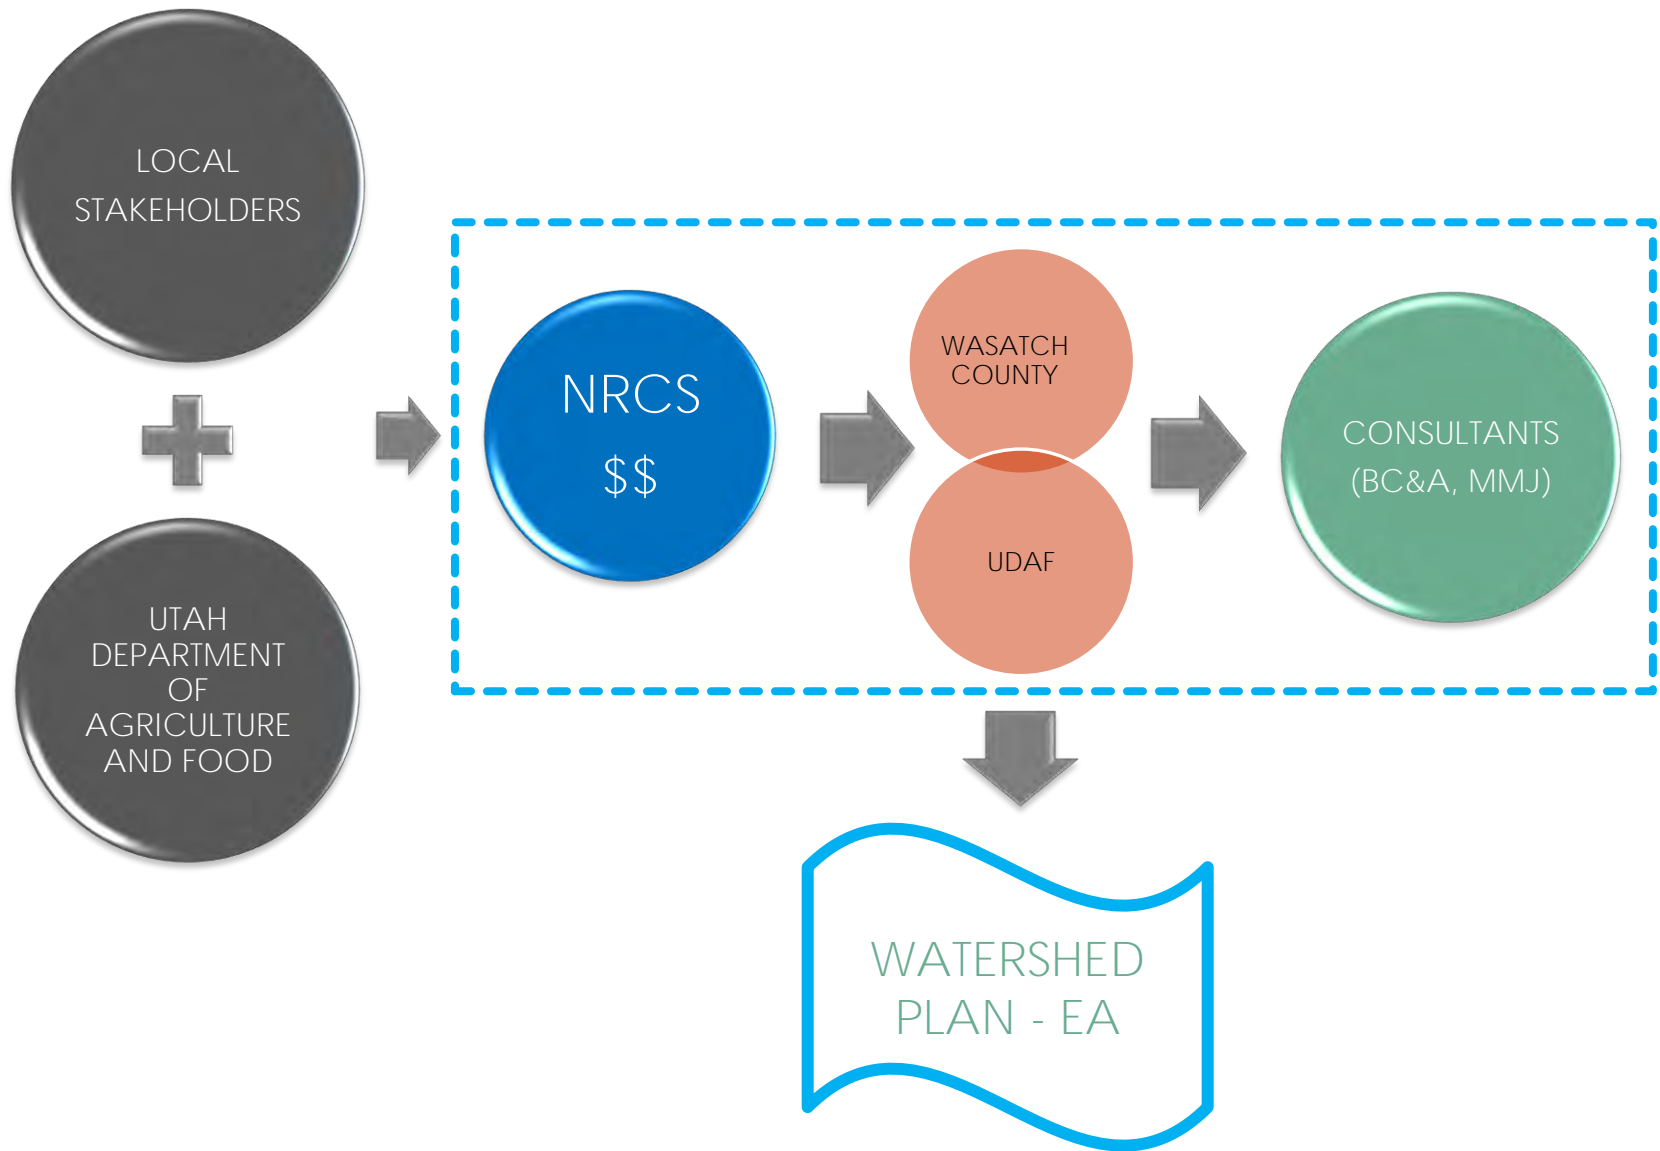 LOCAL
STAKEHOLDERS
UTAH
DEPARTMENT
OF
AGRICULTURE
AND FOOD
NRCS
$$
WASATCH
COUNTY
UDAF
CONSULTANTS
(BC&A, MMJ)
WATERSHED
PLAN - EA